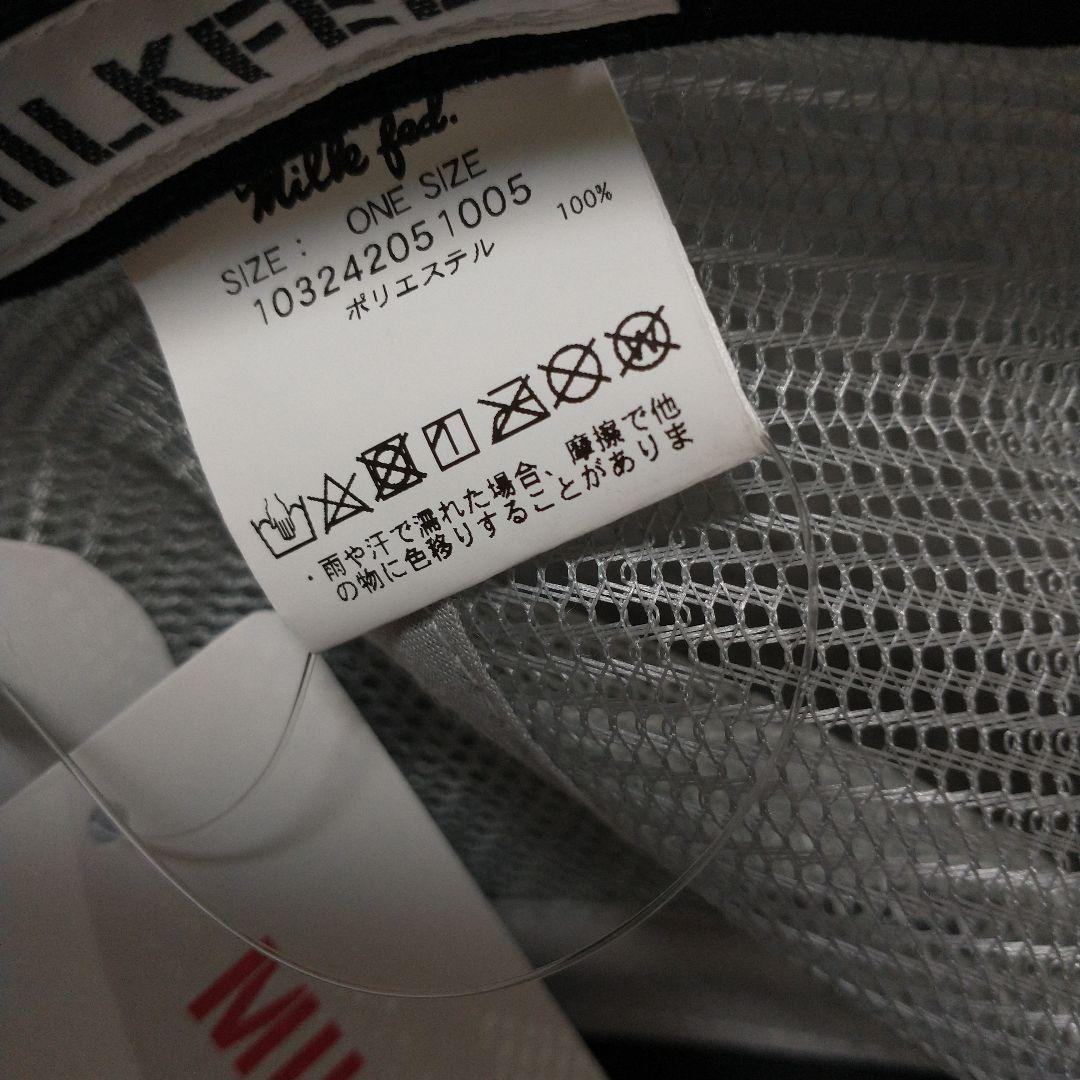 MILKFED
Milk fed.
SIZE : ONE SIZE
103242051005
ポリエステル 100%
・雨や汗で濡れた場合、摩擦で他
の物に色移りすることがありま
MIL